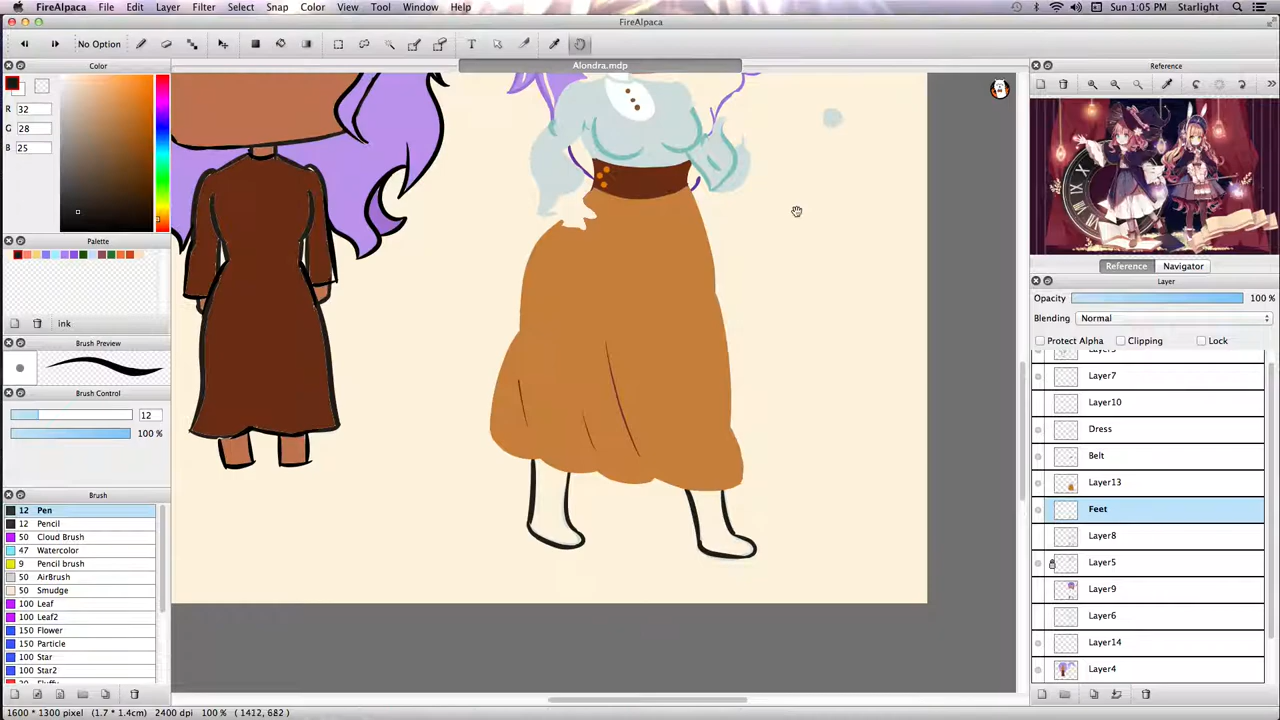 FireAlpaca File Edit Layer Filter Select Snap Color View Tool Window Help Sun 1:05 PM Starlight
FireAlpaca
No Option
Color
Alondra.mdp
Reference
R 32
G 28
B 25
Palette
ink
Brush Preview
Brush Control
12
100 %
Brush
12 Pen
12 Pencil
50 Cloud Brush
47 Watercolor
9 Pencil brush
50 AirBrush
50 Smudge
100 Leaf
100 Leaf2
150 Flower
150 Particle
100 Star
100 Star2
Reference Navigator
Layer
Opacity 100 %
Blending Normal
Protect Alpha Clipping Lock
Layer7
Layer10
Dress
Belt
Layer13
Feet
Layer8
Layer5
Layer9
Layer6
Layer14
Layer4
1600 * 1300 pixel (1.7 * 1.4cm) 2400 dpi 100 % ( 1412, 682 )